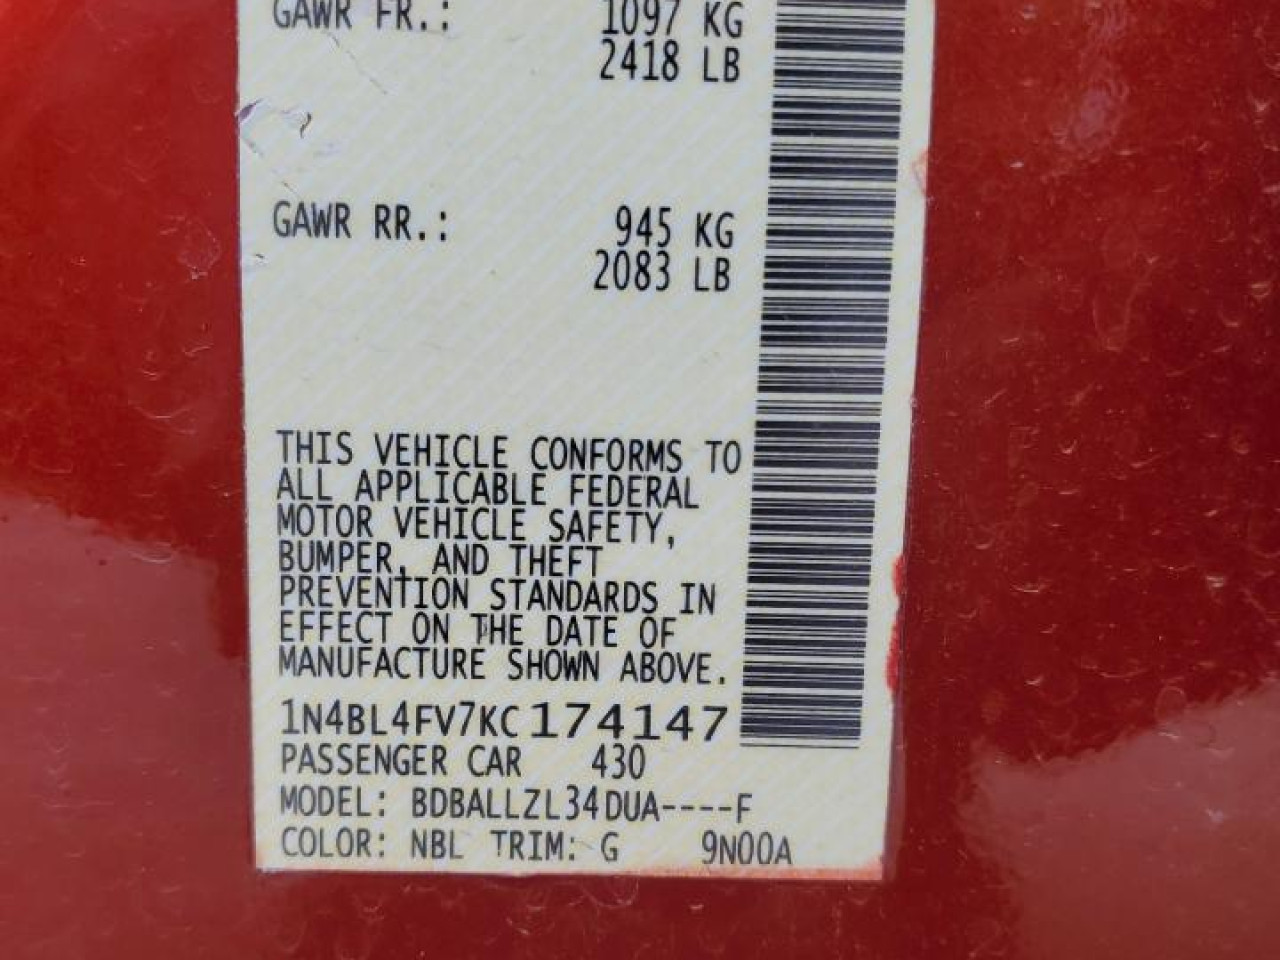 GAWR FR.: 1097 KG
2418 LB
GAWR RR.: 945 KG
2083 LB
THIS VEHICLE CONFORMS TO
ALL APPLICABLE FEDERAL
MOTOR VEHICLE SAFETY,
BUMPER, AND THEFT
PREVENTION STANDARDS IN
EFFECT ON THE DATE OF
MANUFACTURE SHOWN ABOVE.
1N4BL4FV7KC174147
PASSENGER CAR 430
MODEL: BDBALLZL34DUA----F
COLOR: NBL TRIM: G 9N00A